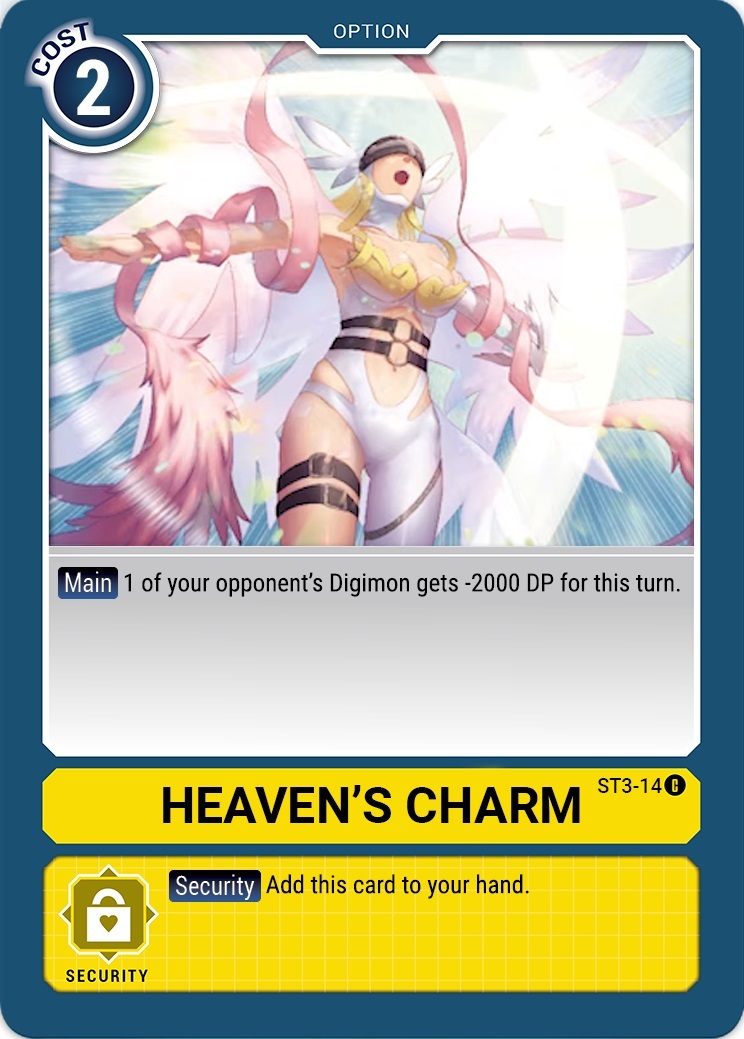 OPTION
COST
2
Main 1 of your opponent's Digimon gets -2000 DP for this turn.
HEAVEN'S CHARM
ST3-14 C
Security Add this card to your hand.
SECURITY